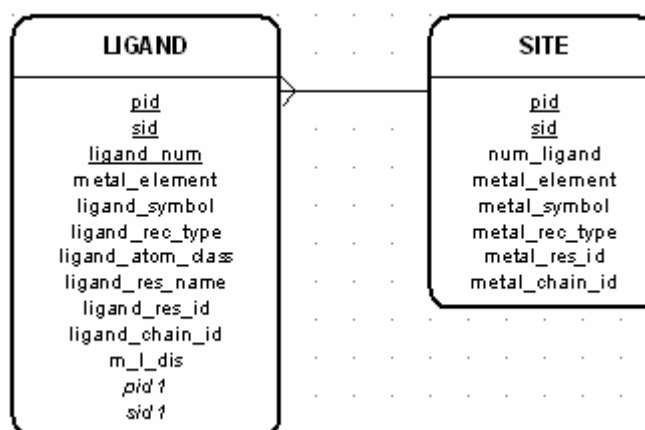 LIGAND
pid
sid
ligand_num
metal_element
ligand_symbol
ligand_rec_type
ligand_atom_class
ligand_res_name
ligand_res_id
ligand_chain_id
m_l_dis
pid1
sid1
SITE
pid
sid
num_ligand
metal_element
metal_symbol
metal_rec_type
metal_res_id
metal_chain_id